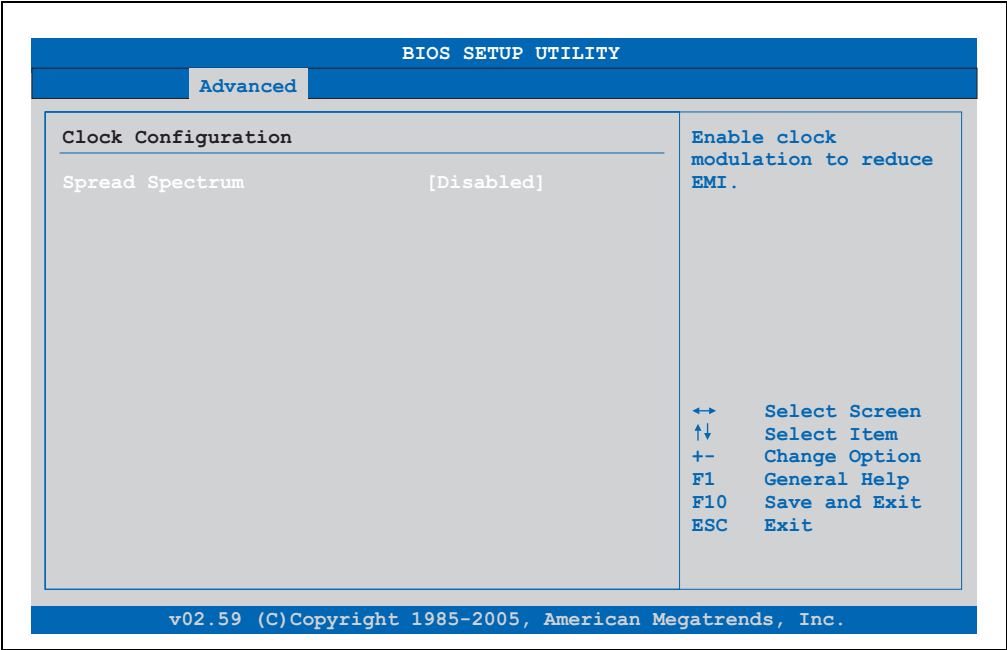 BIOS SETUP UTILITY
Advanced
Clock Configuration
Spread Spectrum [Disabled]
Enable clock
modulation to reduce
EMI.
↔ Select Screen
↑↓ Select Item
+- Change Option
F1 General Help
F10 Save and Exit
ESC Exit
v02.59 (C)Copyright 1985-2005, American Megatrends, Inc.